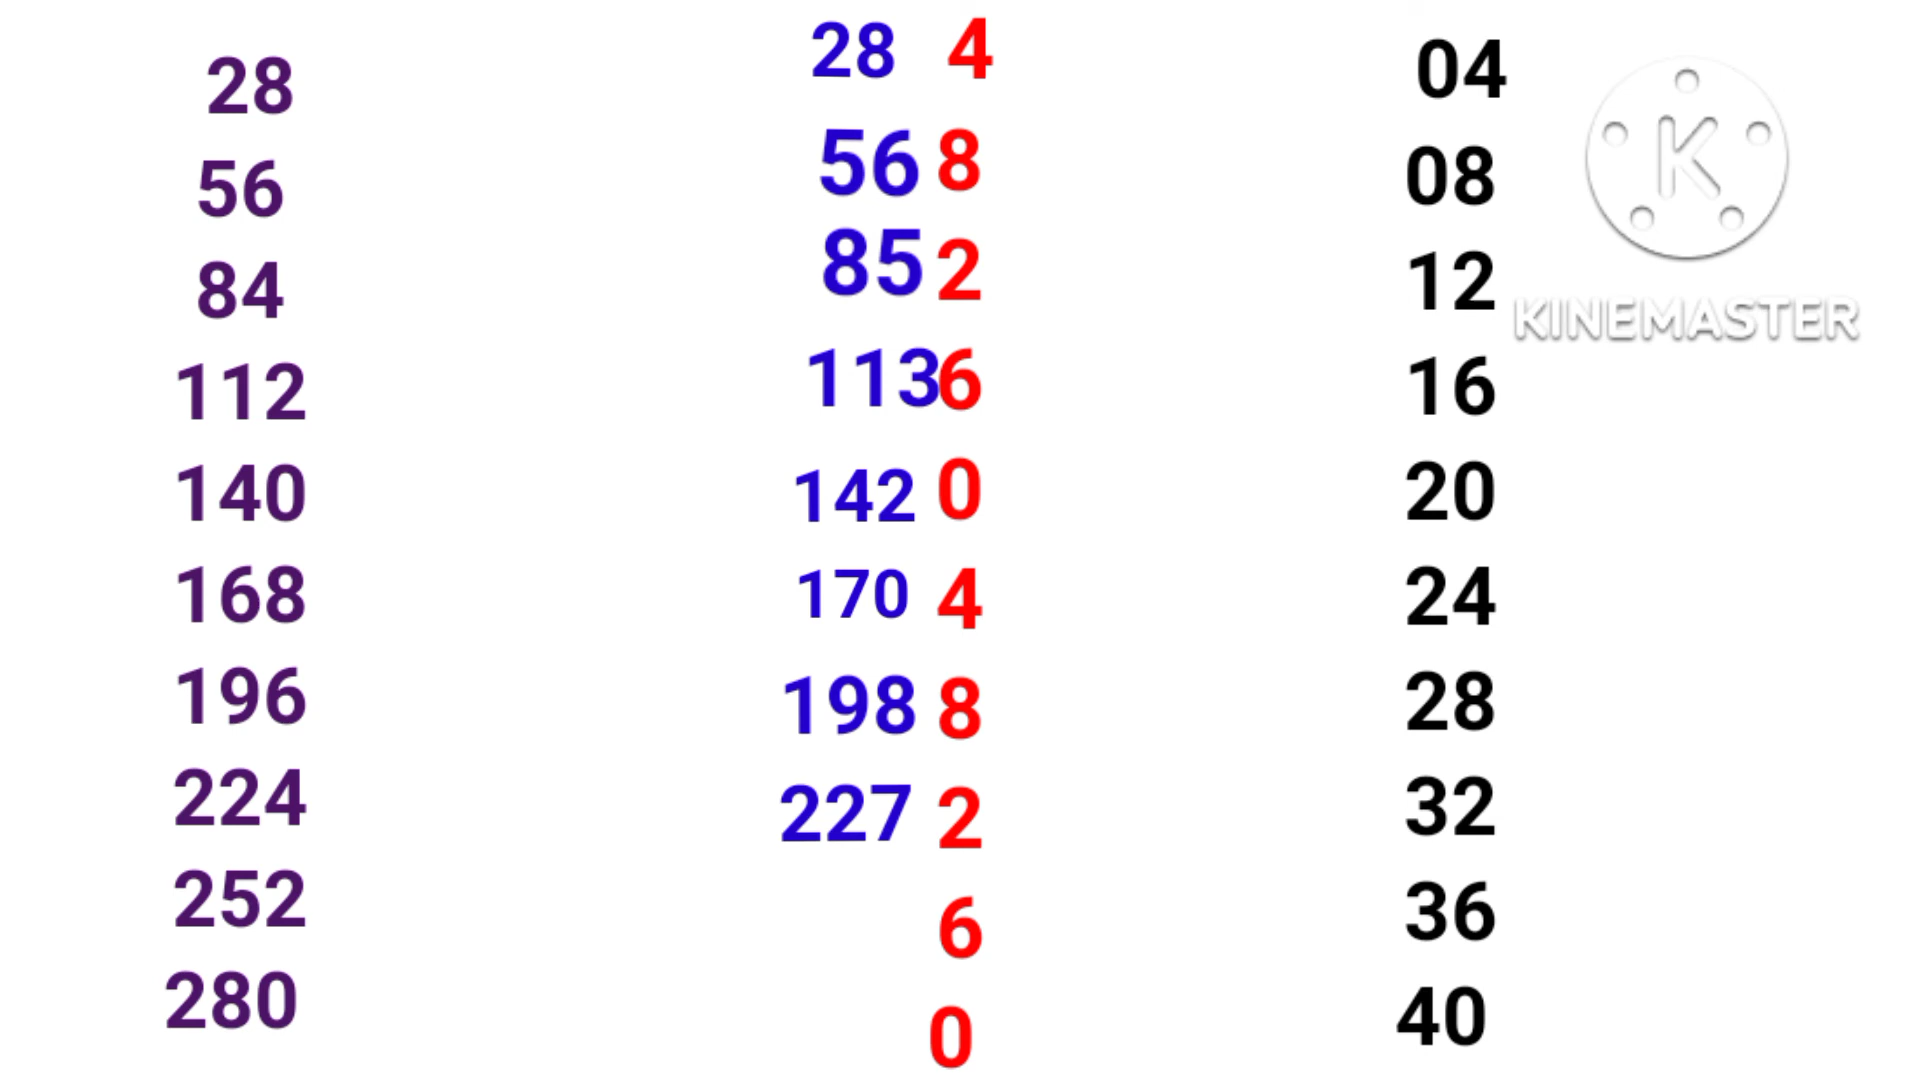 28 28 4 04
56 56 8 08
84 85 2 12
112 113 6 16
140 142 0 20
168 170 4 24
196 198 8 28
224 227 2 32
252 6 36
280 0 40
K
KINEMASTER